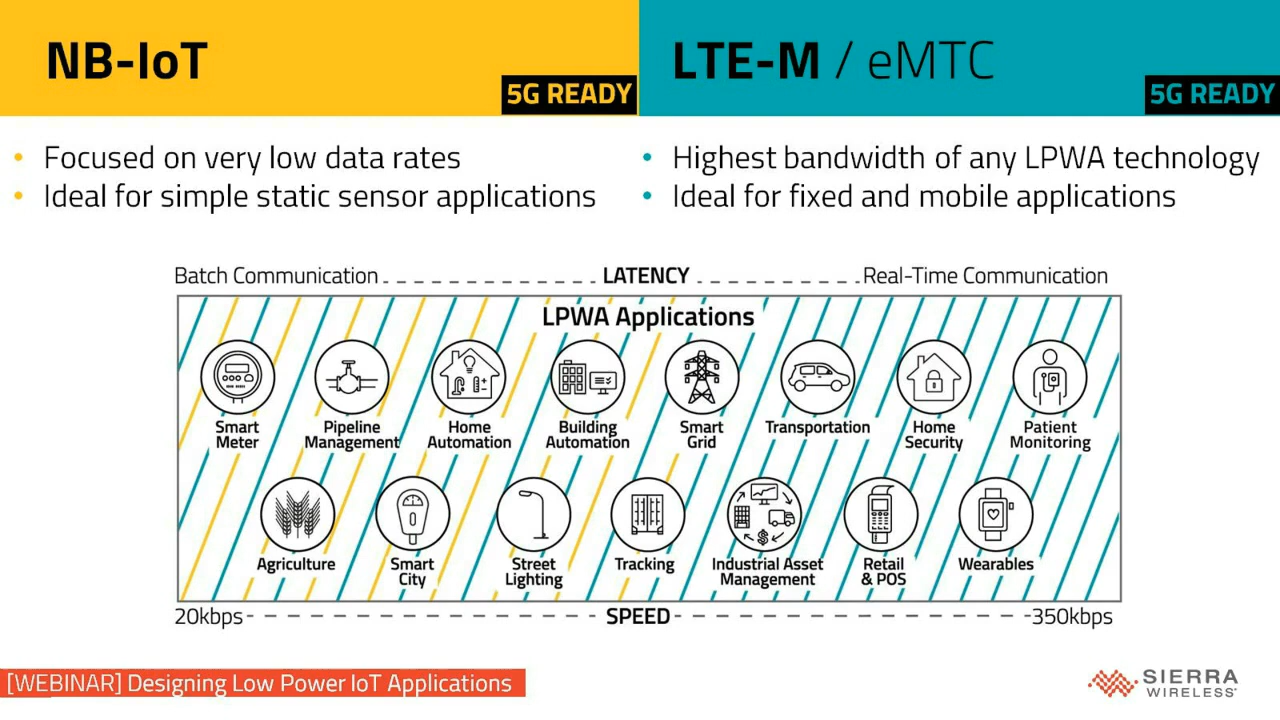 NB-IoT
5G READY
LTE-M / eMTC
5G READY
• Focused on very low data rates
• Ideal for simple static sensor applications
• Highest bandwidth of any LPWA technology
• Ideal for fixed and mobile applications
Batch Communication
LATENCY
Real-Time Communication
LPWA Applications
Smart
Meter
Pipeline
Management
Home
Automation
Building
Automation
Smart
Grid
Transportation
Home
Security
Patient
Monitoring
Agriculture
Smart
City
Street
Lighting
Tracking
Industrial Asset
Management
Retail
& POS
Wearables
20kbps
SPEED
350kbps
[WEBINAR] Designing Low Power IoT Applications
SIERRA
WIRELESS